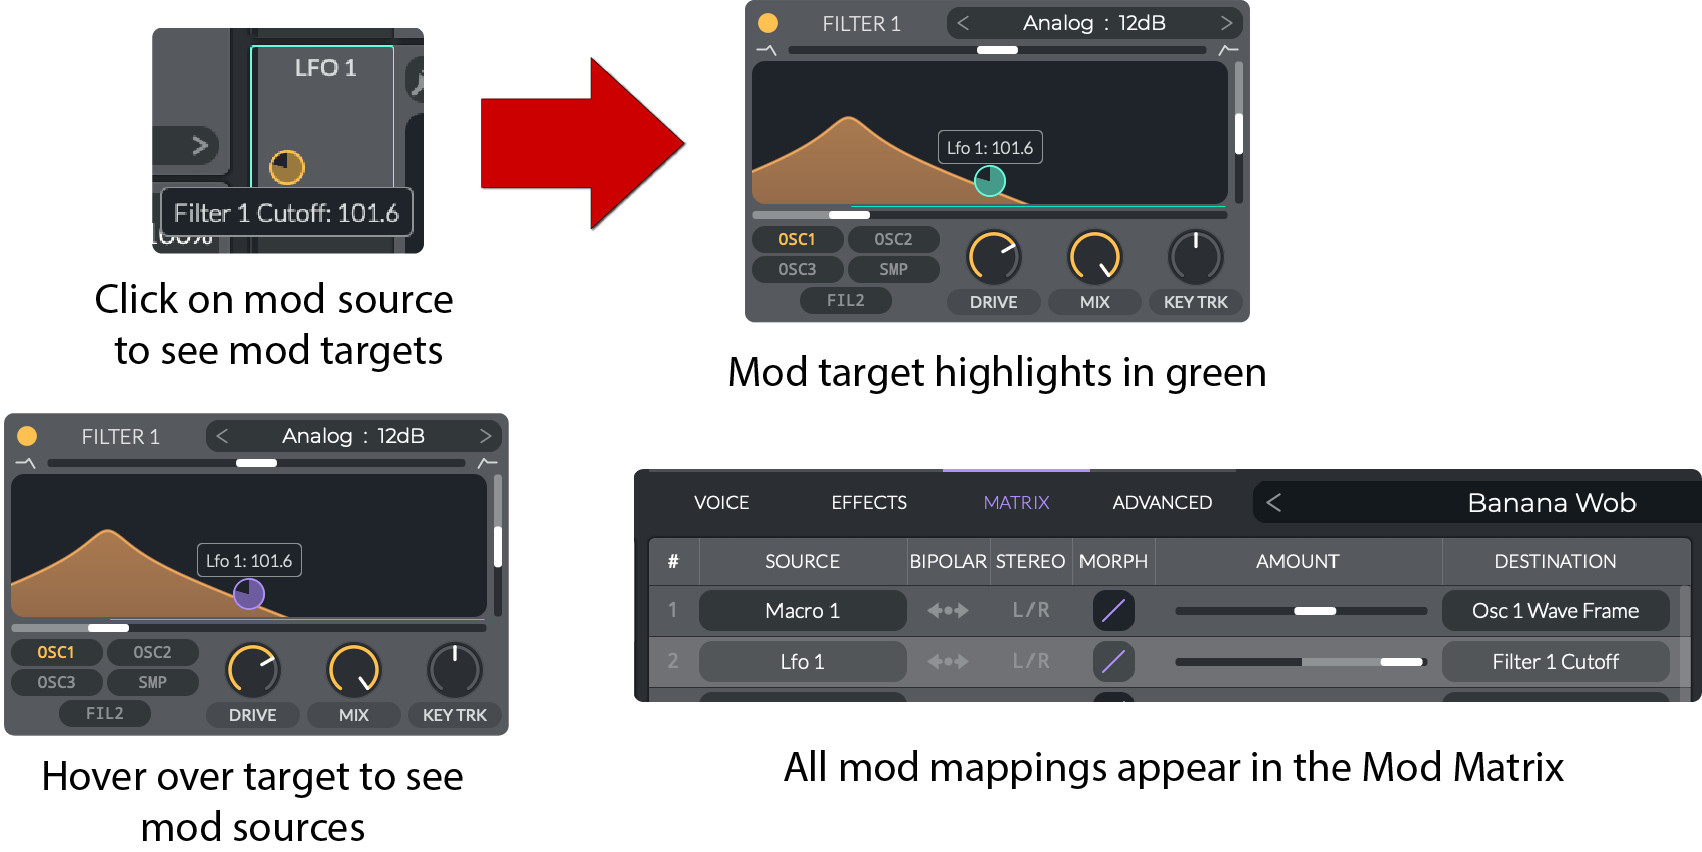 LFO 1
>
Filter 1 Cutoff: 101.6
100%
Click on mod source
to see mod targets
FILTER 1
< Analog : 12dB >
Lfo 1: 101.6
OSC1 OSC2
OSC3 SMP
FIL2
DRIVE MIX KEY TRK
Mod target highlights in green
FILTER 1
< Analog : 12dB >
Lfo 1: 101.6
OSC1 OSC2
OSC3 SMP
FIL2
DRIVE MIX KEY TRK
Hover over target to see
mod sources
VOICE EFFECTS MATRIX ADVANCED < Banana Wob
# SOURCE BIPOLAR STEREO MORPH AMOUNT DESTINATION
1 Macro 1 L/R Osc 1 Wave Frame
2 Lfo 1 L/R Filter 1 Cutoff
All mod mappings appear in the Mod Matrix